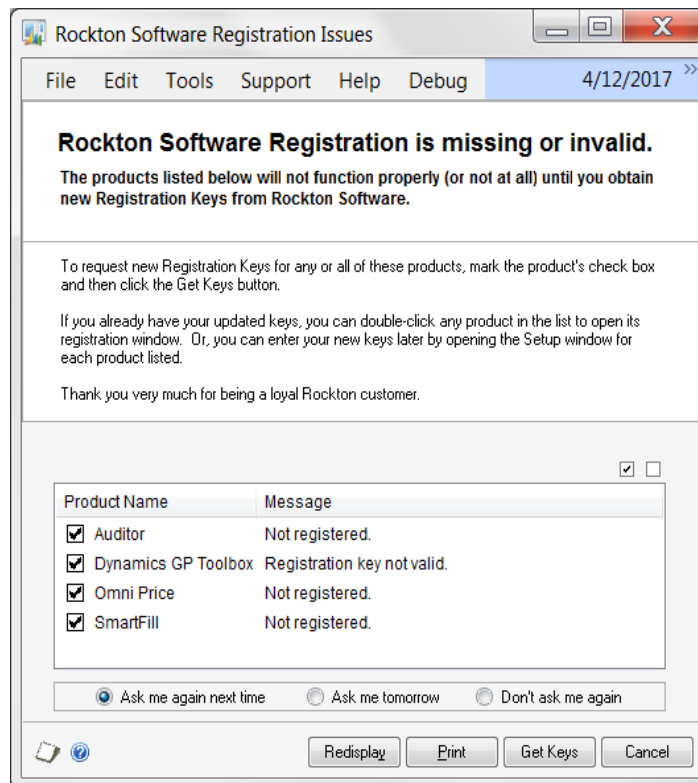 Rockton Software Registration Issues
File Edit Tools Support Help Debug 4/12/2017 »
Rockton Software Registration is missing or invalid.
The products listed below will not function properly (or not at all) until you obtain
new Registration Keys from Rockton Software.
To request new Registration Keys for any or all of these products, mark the product's check box
and then click the Get Keys button.
If you already have your updated keys, you can double-click any product in the list to open its
registration window. Or, you can enter your new keys later by opening the Setup window for
each product listed.
Thank you very much for being a loyal Rockton customer.
Product Name Message
Auditor Not registered.
Dynamics GP Toolbox Registration key not valid.
Omni Price Not registered.
SmartFill Not registered.
Ask me again next time Ask me tomorrow Don't ask me again
Redisplay Print Get Keys Cancel